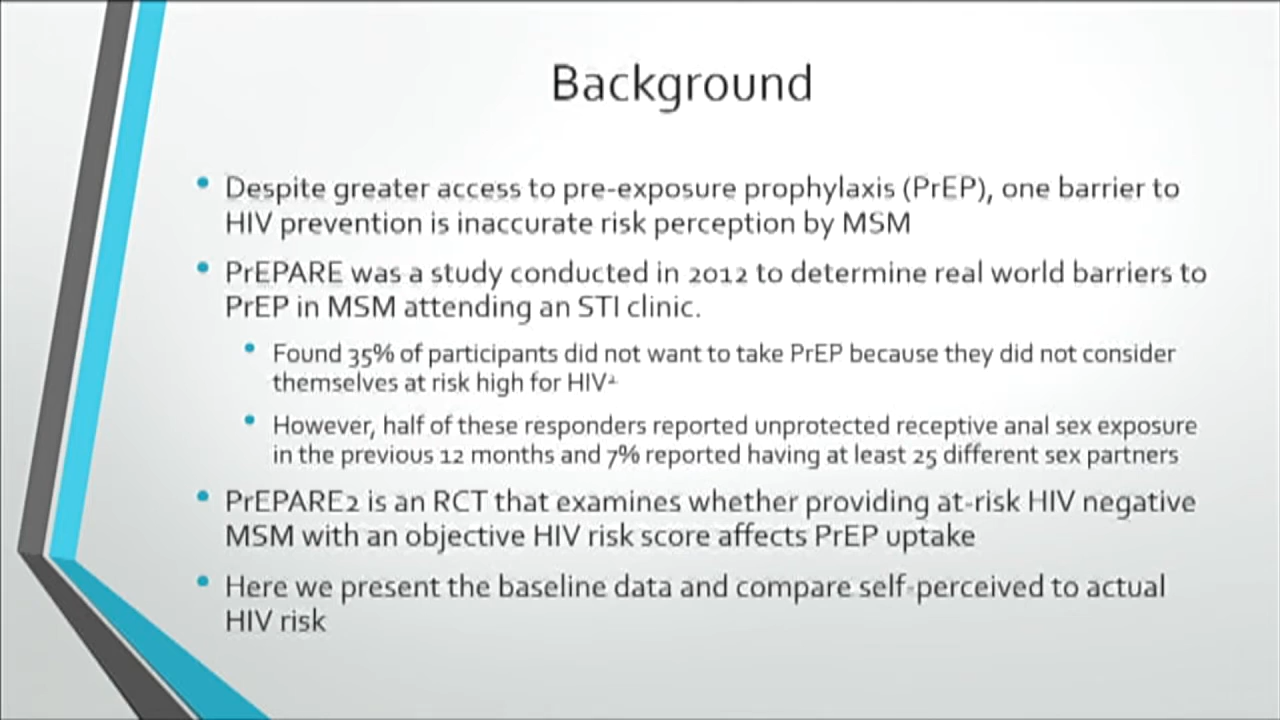 Background
Despite greater access to pre-exposure prophylaxis (PrEP), one barrier to
HIV prevention is inaccurate risk perception by MSM
PrEPARE was a study conducted in 2012 to determine real world barriers to
PrEP in MSM attending an STI clinic.
Found 35% of participants did not want to take PrEP because they did not consider
themselves at risk high for HIV
However, half of these responders reported unprotected receptive anal sex exposure
in the previous 12 months and 7% reported having at least 25 different sex partners
PrEPARE2 is an RCT that examines whether providing at-risk HIV negative
MSM with an objective HIV risk score affects PrEP uptake
Here we present the baseline data and compare self-perceived to actual
HIV risk